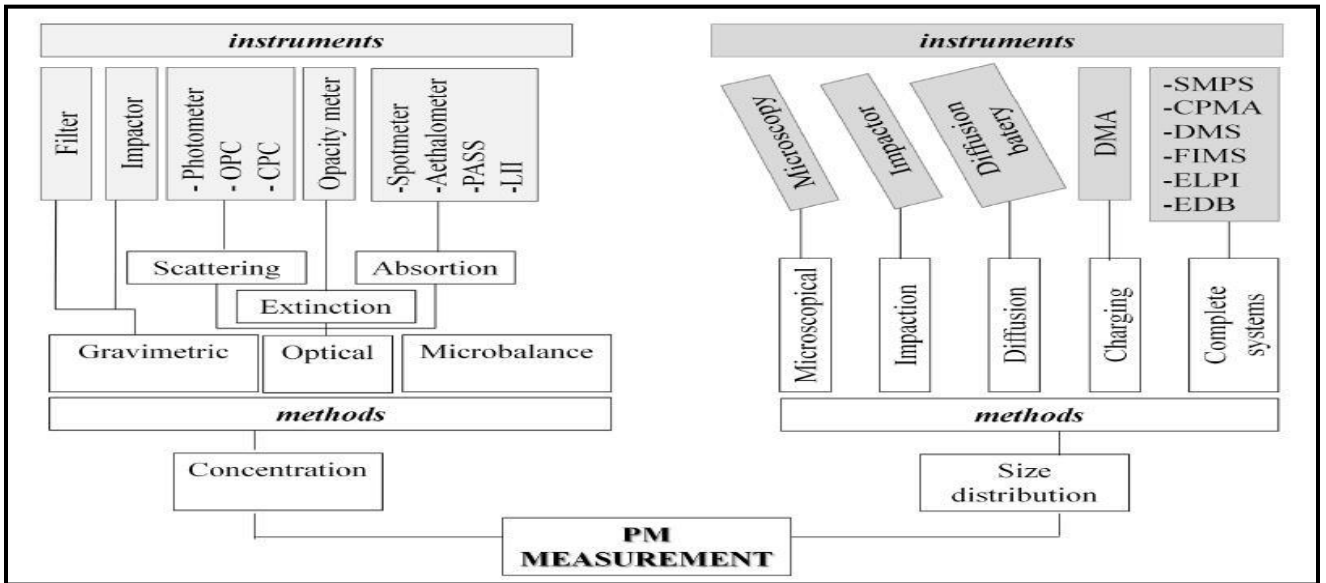 instruments
Filter
Impactor
- Photometer
- OPC
- CPC
Opacity meter
-Spotmeter
-Aethalometer
-PASS
-LII
Scattering
Absortion
Extinction
Gravimetric
Optical
Microbalance
methods
Concentration
instruments
Microscopy
Impactor
Diffusion
batery
DMA
-SMPS
-CPMA
-DMS
-FIMS
-ELPI
-EDB
Microscopical
Impaction
Diffusion
Charging
Complete
systems
methods
Size
distribution
PM
MEASUREMENT